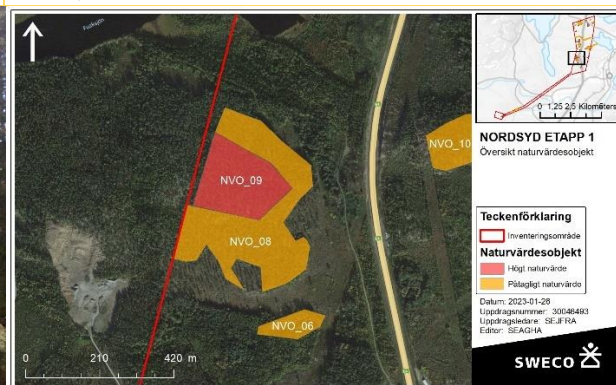 NVO_09
NVO_08
NVO_06
NVO_10
0 210 420 m
0 1,25 2,5 Kilometers
NORDSYD ETAPP 1
Översikt naturvärdesobjekt
Teckenförklaring
Inventeringsområde
Naturvärdesobjekt
Högt naturvärde
Påtagligt naturvärde
Datum: 2023-01-26
Uppdragsnummer: 30046493
Uppdragsledare: SEJFRA
Editor: SEAGHA
SWECO